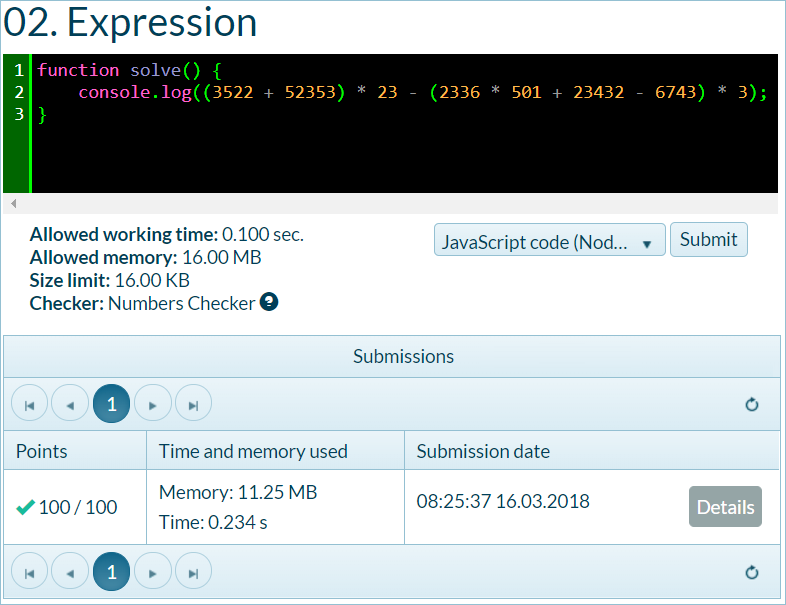 02. Expression
1 function solve() {
2 console.log((3522 + 52353) * 23 - (2336 * 501 + 23432 - 6743) * 3);
3 }
Allowed working time: 0.100 sec.
Allowed memory: 16.00 MB
Size limit: 16.00 KB
Checker: Numbers Checker ?
JavaScript code (Nod... Submit
Submissions
1
Points Time and memory used Submission date
100 / 100 Memory: 11.25 MB 08:25:37 16.03.2018 Details
Time: 0.234 s
1